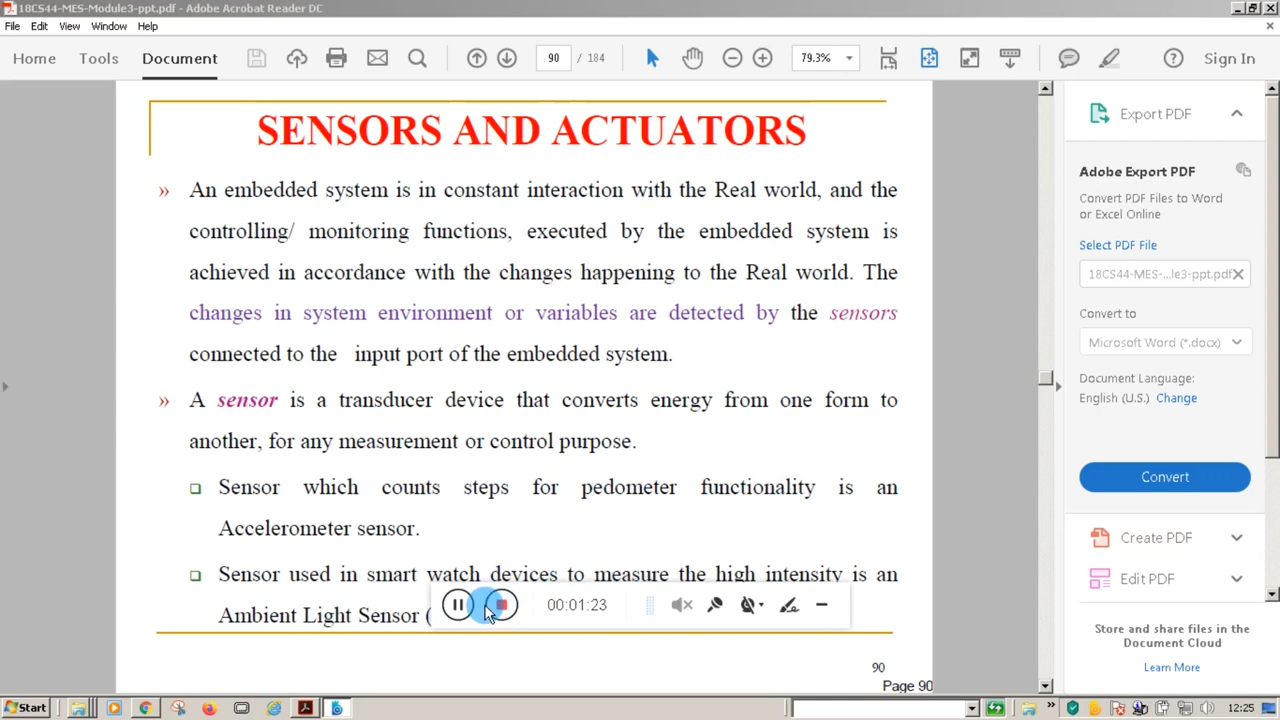 18CS44-MES-Module3-ppt.pdf - Adobe Acrobat Reader DC
File Edit View Window Help
Home Tools Document 90 / 184 79.3% Sign In
SENSORS AND ACTUATORS
» An embedded system is in constant interaction with the Real world, and the
controlling/ monitoring functions, executed by the embedded system is
achieved in accordance with the changes happening to the Real world. The
changes in system environment or variables are detected by the sensors
connected to the input port of the embedded system.
» A sensor is a transducer device that converts energy from one form to
another, for any measurement or control purpose.
Sensor which counts steps for pedometer functionality is an
Accelerometer sensor.
Sensor used in smart watch devices to measure the high intensity is an
Ambient Light Sensor (
00:01:23
90
Page 90
Export PDF
Adobe Export PDF
Convert PDF Files to Word
or Excel Online
Select PDF File
18CS44-MES-...le3-ppt.pdf
Convert to
Microsoft Word (*.docx)
Document Language:
English (U.S.) Change
Convert
Create PDF
Edit PDF
Store and share files in the
Document Cloud
Learn More
Start 12:25